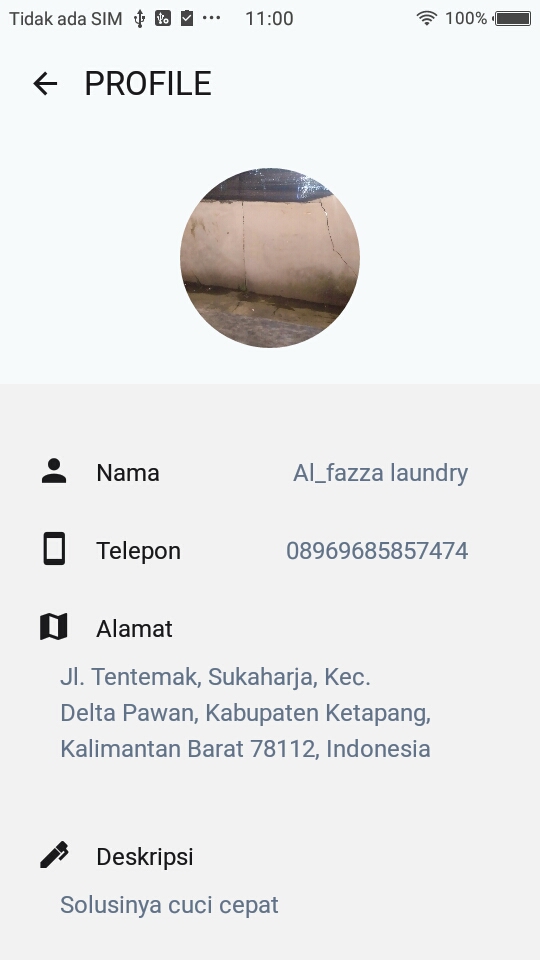 Tidak ada SIM 11:00 100%
PROFILE
Nama Al_fazza laundry
Telepon 08969685857474
Alamat
Jl. Tentemak, Sukaharja, Kec.
Delta Pawan, Kabupaten Ketapang,
Kalimantan Barat 78112, Indonesia
Deskripsi
Solusinya cuci cepat